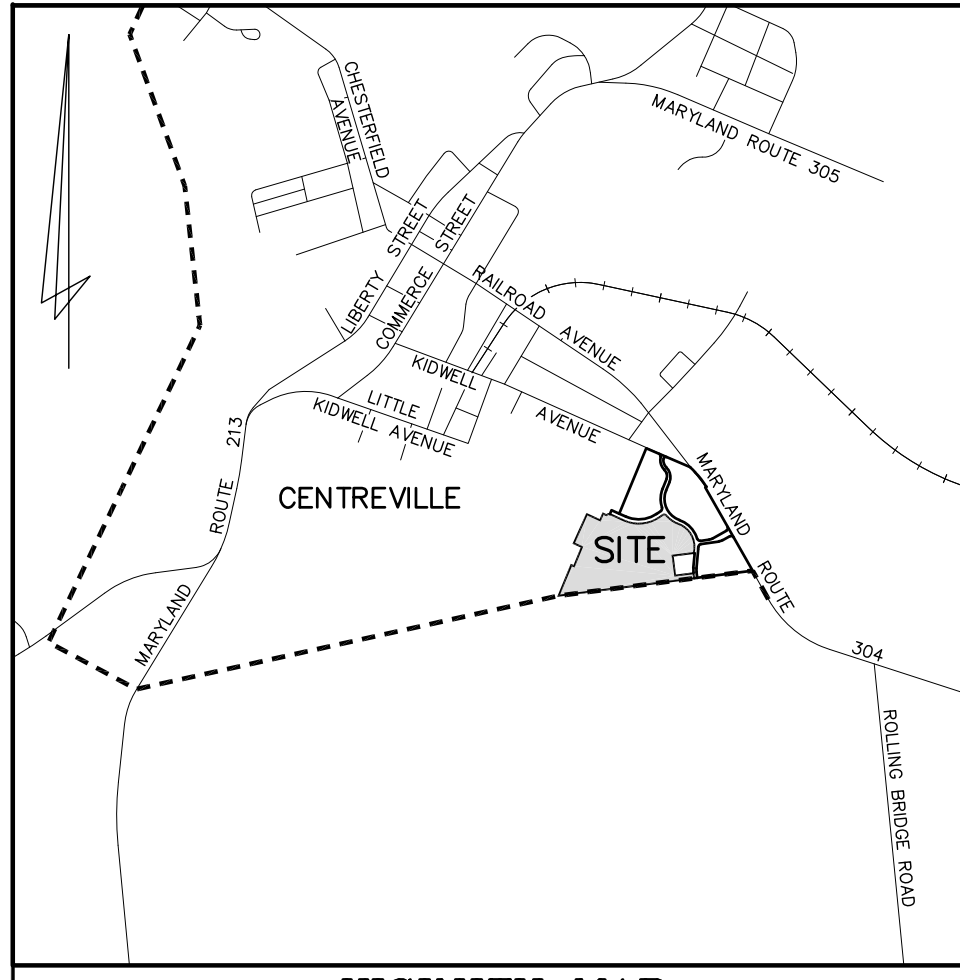 CHESTERFIELD
AVENUE
MARYLAND ROUTE 305
STREET
STREET
LIBERTY
COMMERCE
RAILROAD
AVENUE
KIDWELL
AVENUE
LITTLE
KIDWELL AVENUE
213
ROUTE
MARYLAND
CENTREVILLE
SITE
MARYLAND
ROUTE
304
ROLLING BRIDGE ROAD